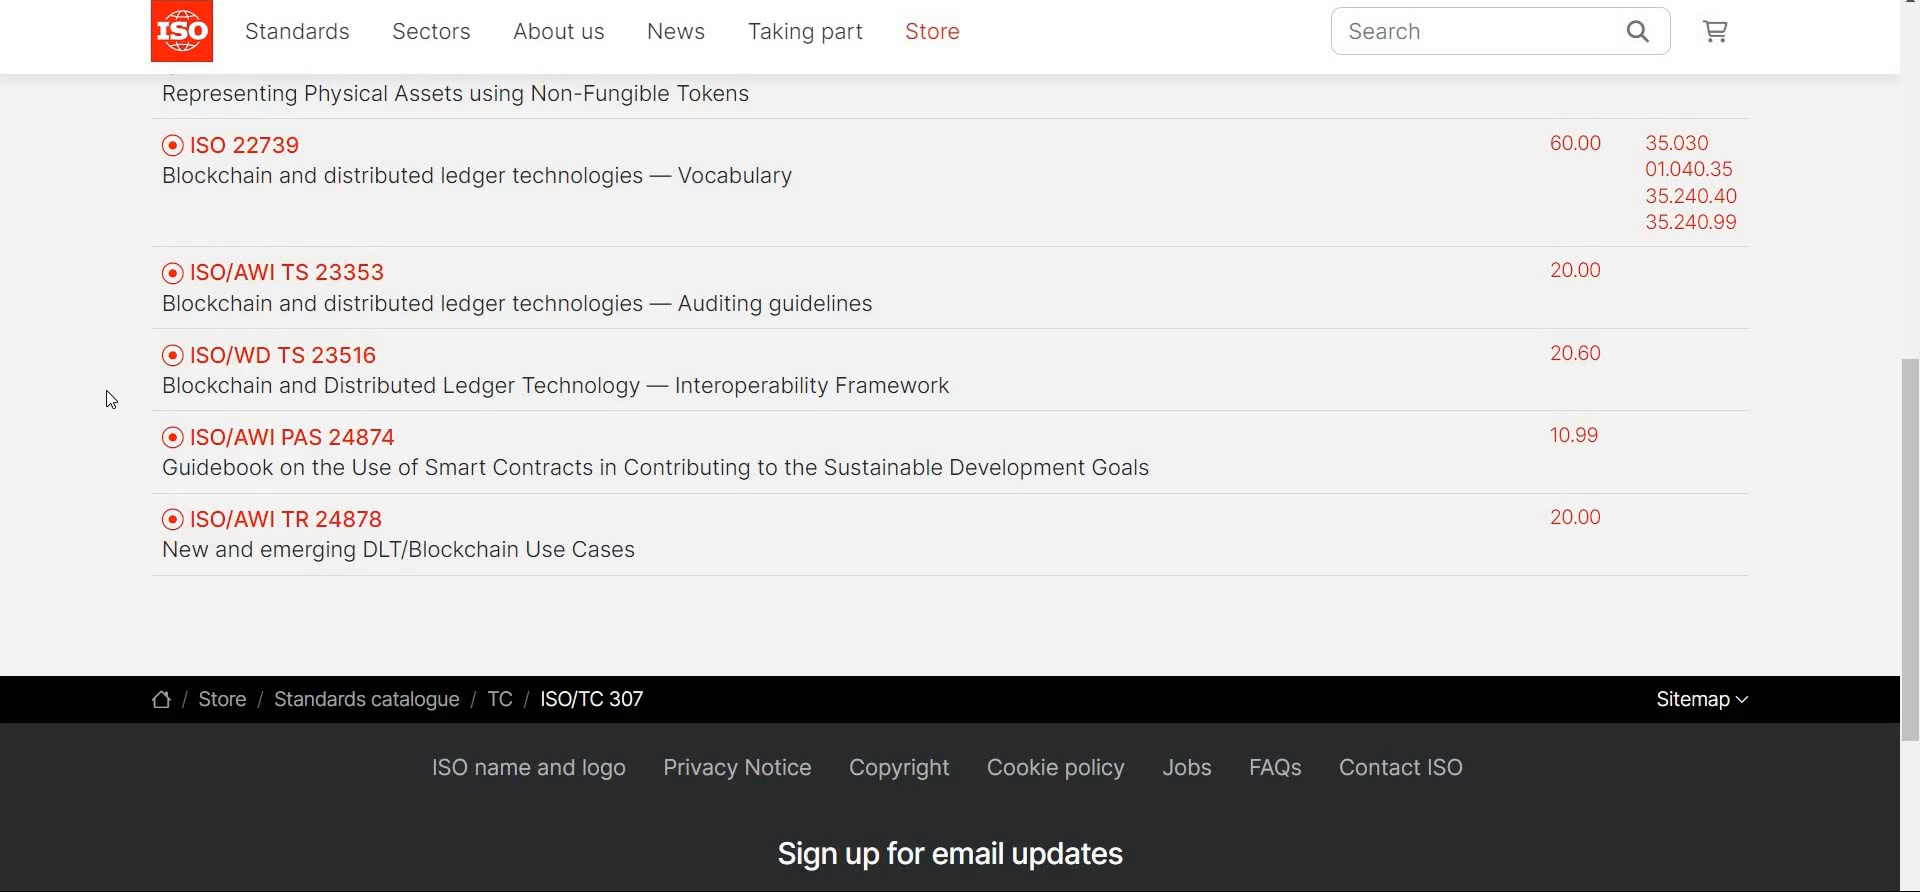 ISO Standards Sectors About us News Taking part Store Search
Representing Physical Assets using Non-Fungible Tokens
ISO 22739 60.00 35.030
Blockchain and distributed ledger technologies — Vocabulary 01.040.35
35.240.40
35.240.99
ISO/AWI TS 23353 20.00
Blockchain and distributed ledger technologies — Auditing guidelines
ISO/WD TS 23516 20.60
Blockchain and Distributed Ledger Technology — Interoperability Framework
ISO/AWI PAS 24874 10.99
Guidebook on the Use of Smart Contracts in Contributing to the Sustainable Development Goals
ISO/AWI TR 24878 20.00
New and emerging DLT/Blockchain Use Cases
/ Store / Standards catalogue / TC / ISO/TC 307 Sitemap
ISO name and logo Privacy Notice Copyright Cookie policy Jobs FAQs Contact ISO
Sign up for email updates